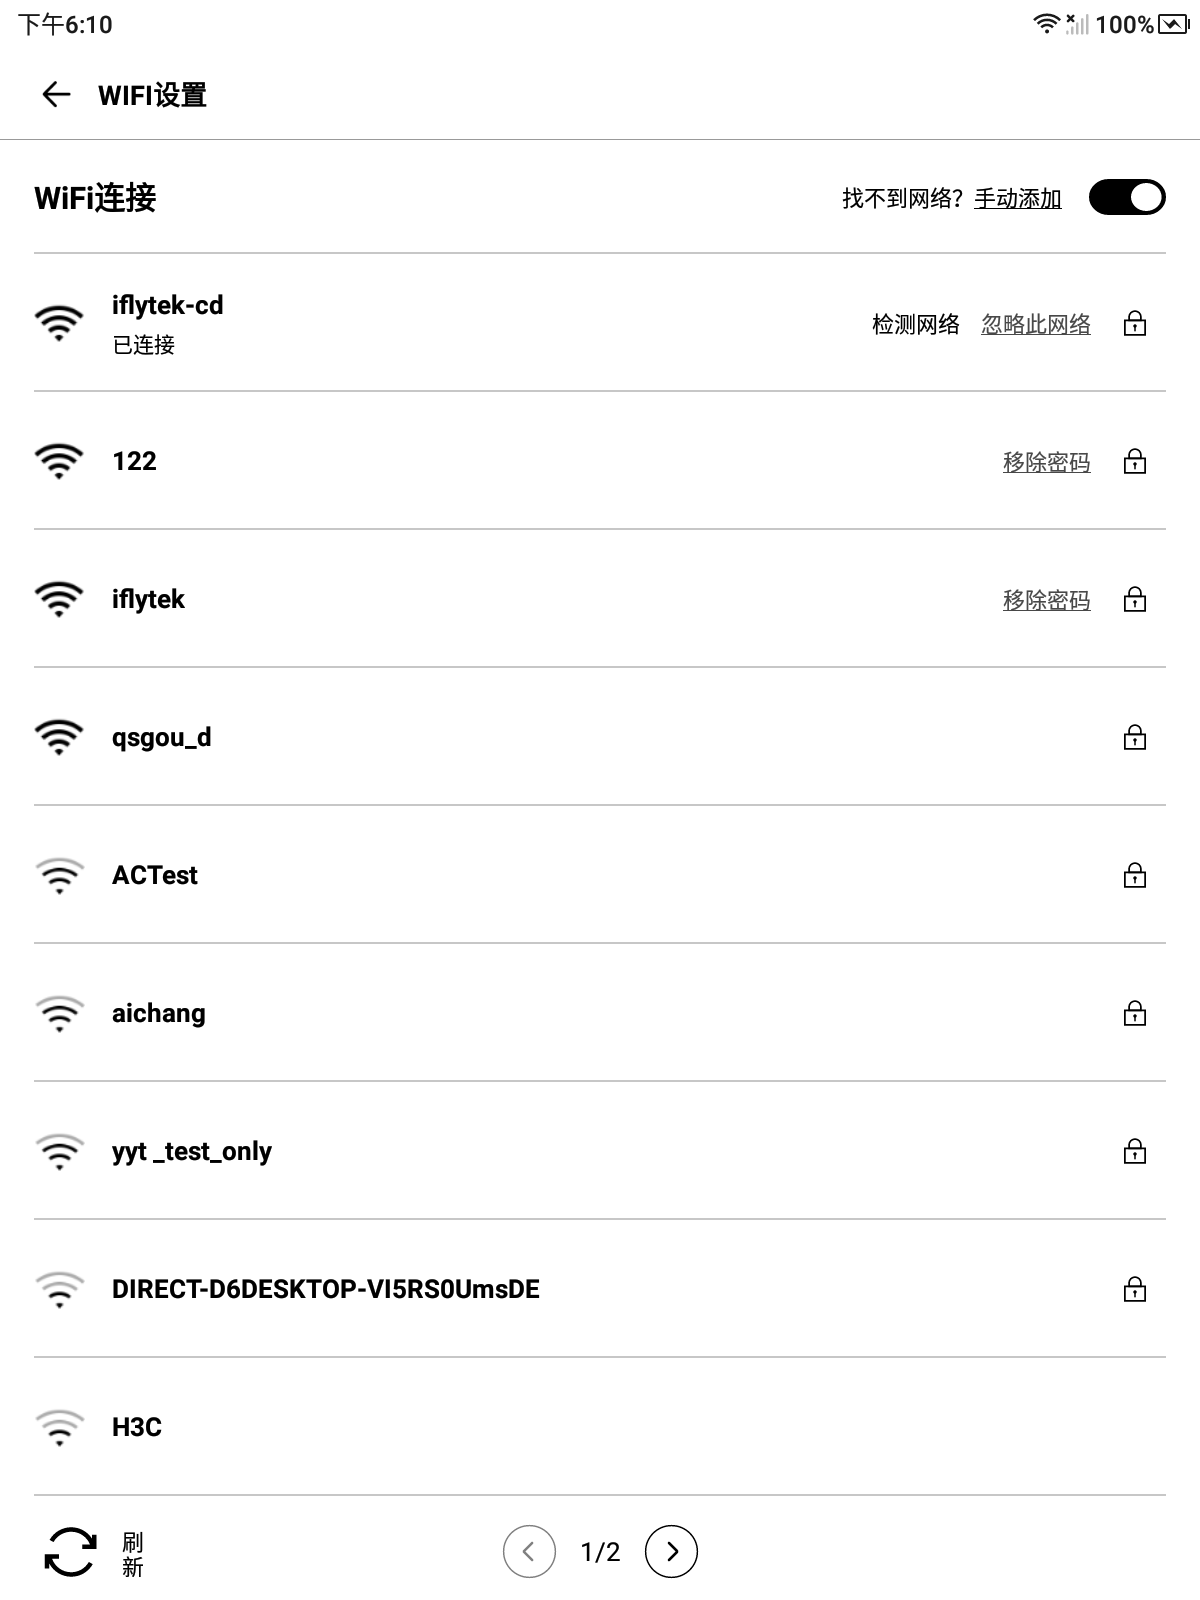 下午6:10
100%
WIFI设置
WiFi连接
找不到网络？手动添加
iflytek-cd
已连接
检测网络 忽略此网络
122
移除密码
iflytek
移除密码
qsgou_d
ACTest
aichang
yyt _test_only
DIRECT-D6DESKTOP-VI5RS0UmsDE
H3C
刷
新
1/2